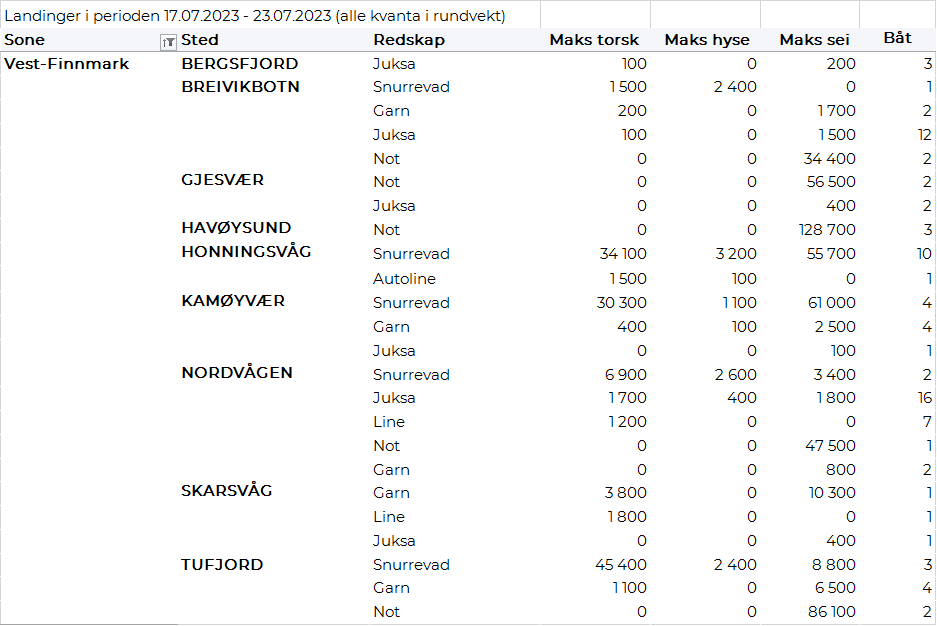 Landinger i perioden 17.07.2023 - 23.07.2023 (alle kvanta i rundvekt)
Sone Sted Redskap Maks torsk Maks hyse Maks sei Båt
Vest-Finnmark BERGSFJORD Juksa 100 0 200 3
BREIVIKBOTN Snurrevad 1 500 2 400 0 1
Garn 200 0 1 700 2
Juksa 100 0 1 500 12
Not 0 0 34 400 2
GJESVÆR Not 0 0 56 500 2
Juksa 0 0 400 2
HAVØYSUND Not 0 0 128 700 3
HONNINGSVÅG Snurrevad 34 100 3 200 55 700 10
Autoline 1 500 100 0 1
KAMØYVÆR Snurrevad 30 300 1 100 61 000 4
Garn 400 100 2 500 4
Juksa 0 0 100 1
NORDVÅGEN Snurrevad 6 900 2 600 3 400 2
Juksa 1 700 400 1 800 16
Line 1 200 0 0 7
Not 0 0 47 500 1
Garn 0 0 800 2
SKARSVÅG Garn 3 800 0 10 300 1
Line 1 800 0 0 1
Juksa 0 0 400 1
TUFJORD Snurrevad 45 400 2 400 8 800 3
Garn 1 100 0 6 500 4
Not 0 0 86 100 2